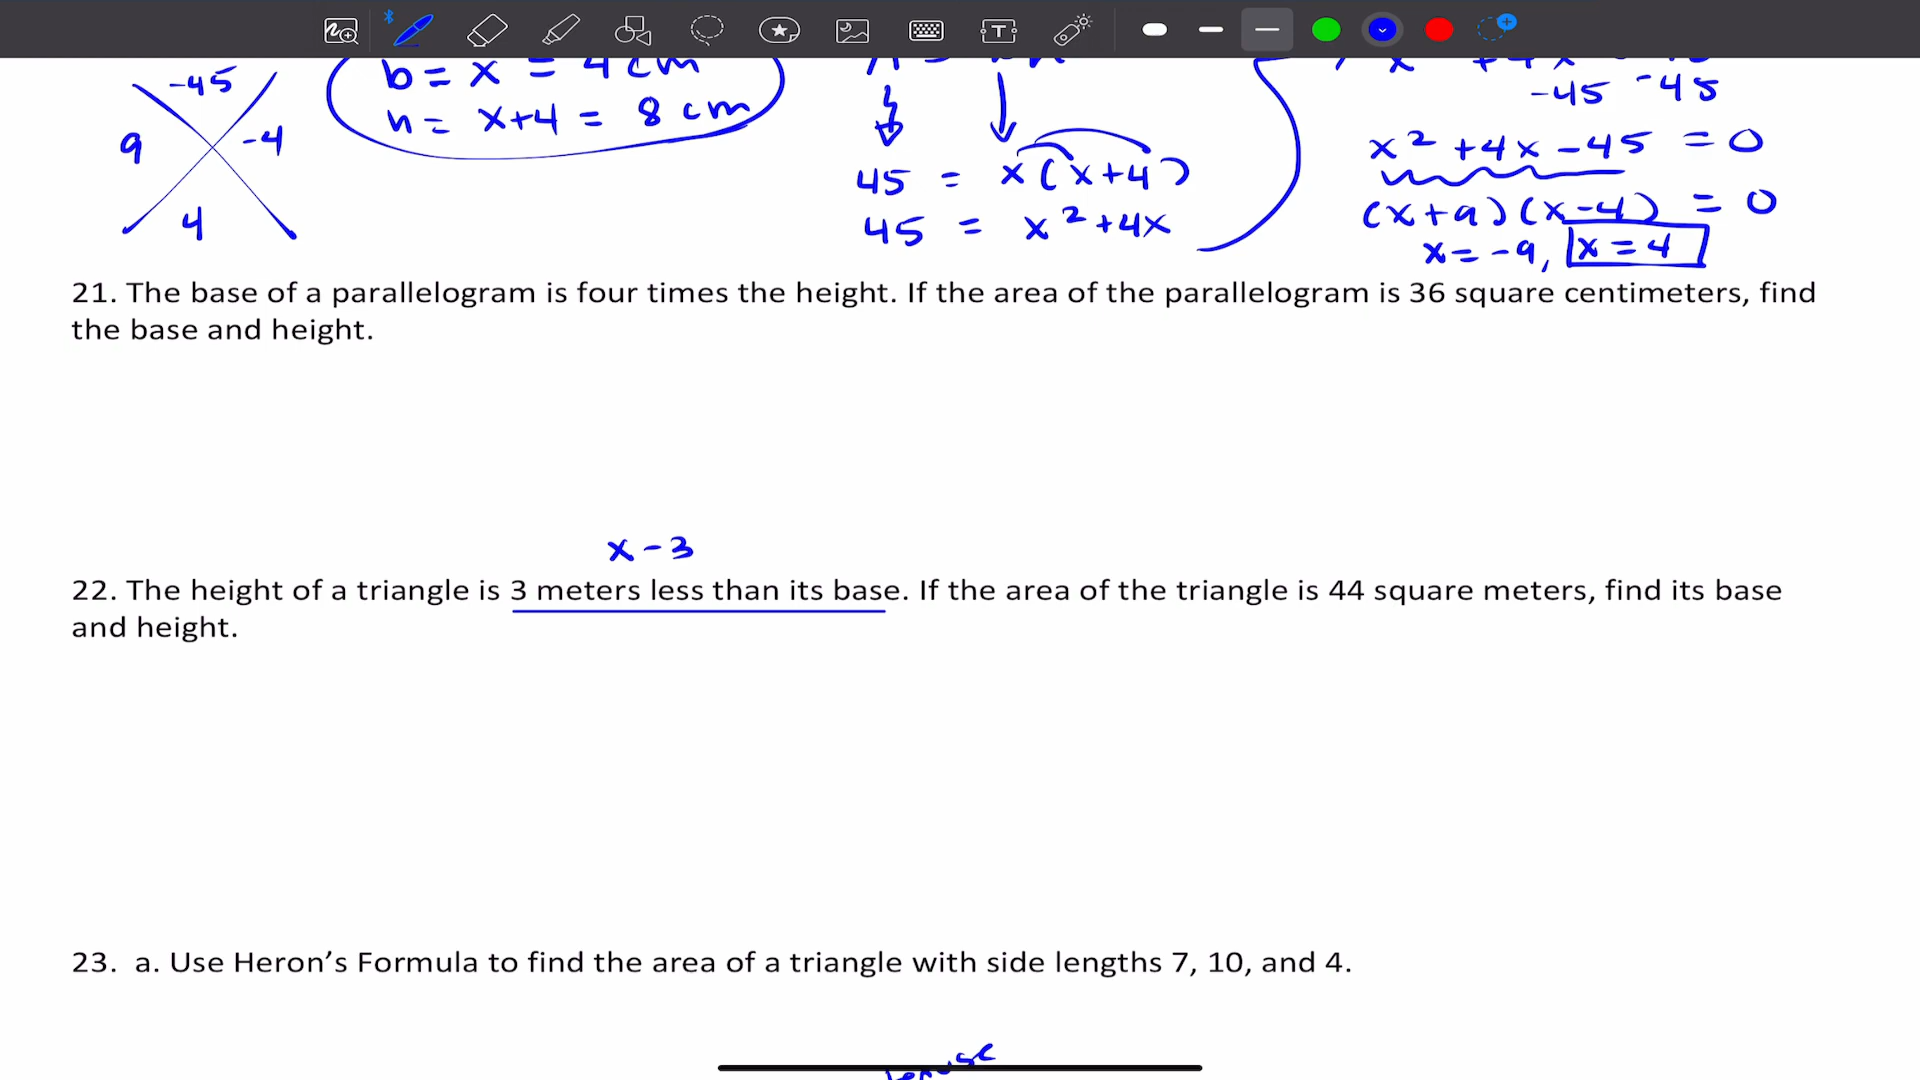 -45
9 -4
4
b = x = 4 cm
h = x+4 = 8 cm
45 = x(x+4)
45 = x² +4x
-45 -45
x² +4x -45 = 0
(x+9)(x-4) = 0
x = -9, x = 4
21. The base of a parallelogram is four times the height. If the area of the parallelogram is 36 square centimeters, find
the base and height.
x - 3
22. The height of a triangle is 3 meters less than its base. If the area of the triangle is 44 square meters, find its base
and height.
23. a. Use Heron’s Formula to find the area of a triangle with side lengths 7, 10, and 4.